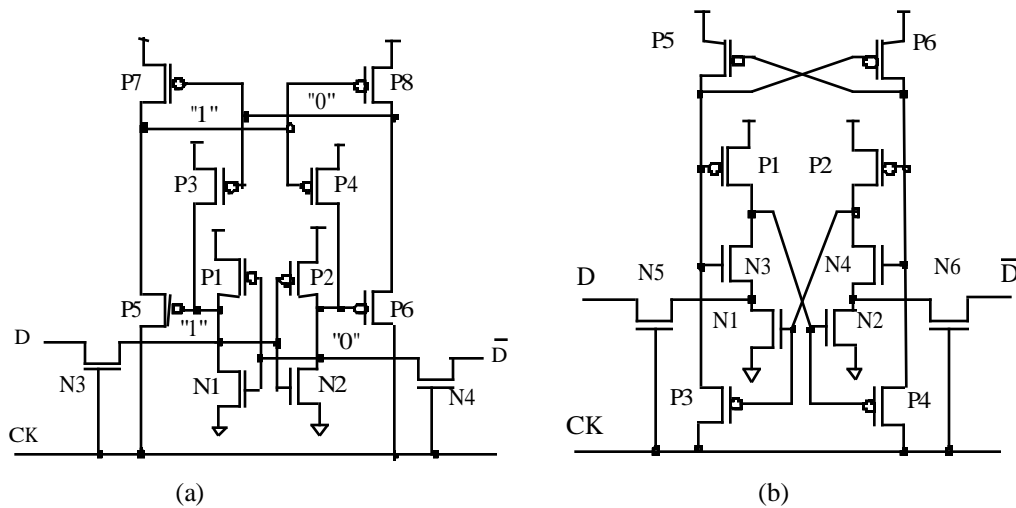 P7
P8
"1"
"0"
P3
P4
P1
P2
P5
P6
"1"
"0"
D
D̅
N3
N1
N2
N4
CK
(a)
P5
P6
P1
P2
D
N5
N3
N4
N6
D̅
N1
N2
P3
P4
CK
(b)